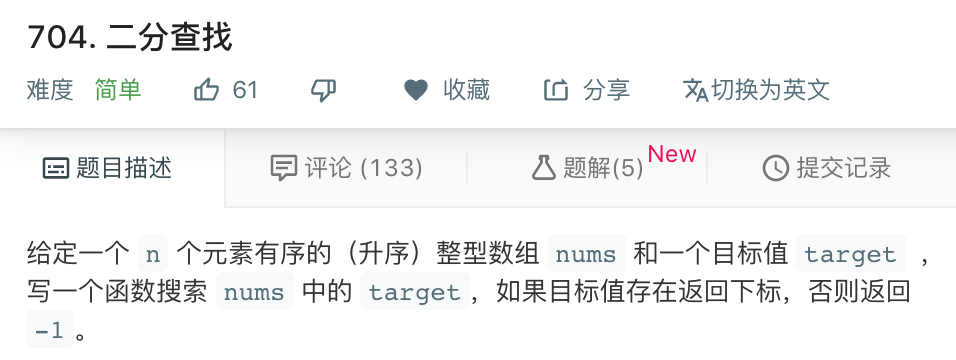 704. 二分查找
难度 简单 61 收藏 分享 切换为英文
题目描述 评论 (133) 题解(5) New 提交记录
给定一个 n 个元素有序的（升序）整型数组 nums 和一个目标值 target ，
写一个函数搜索 nums 中的 target，如果目标值存在返回下标，否则返回
-1。